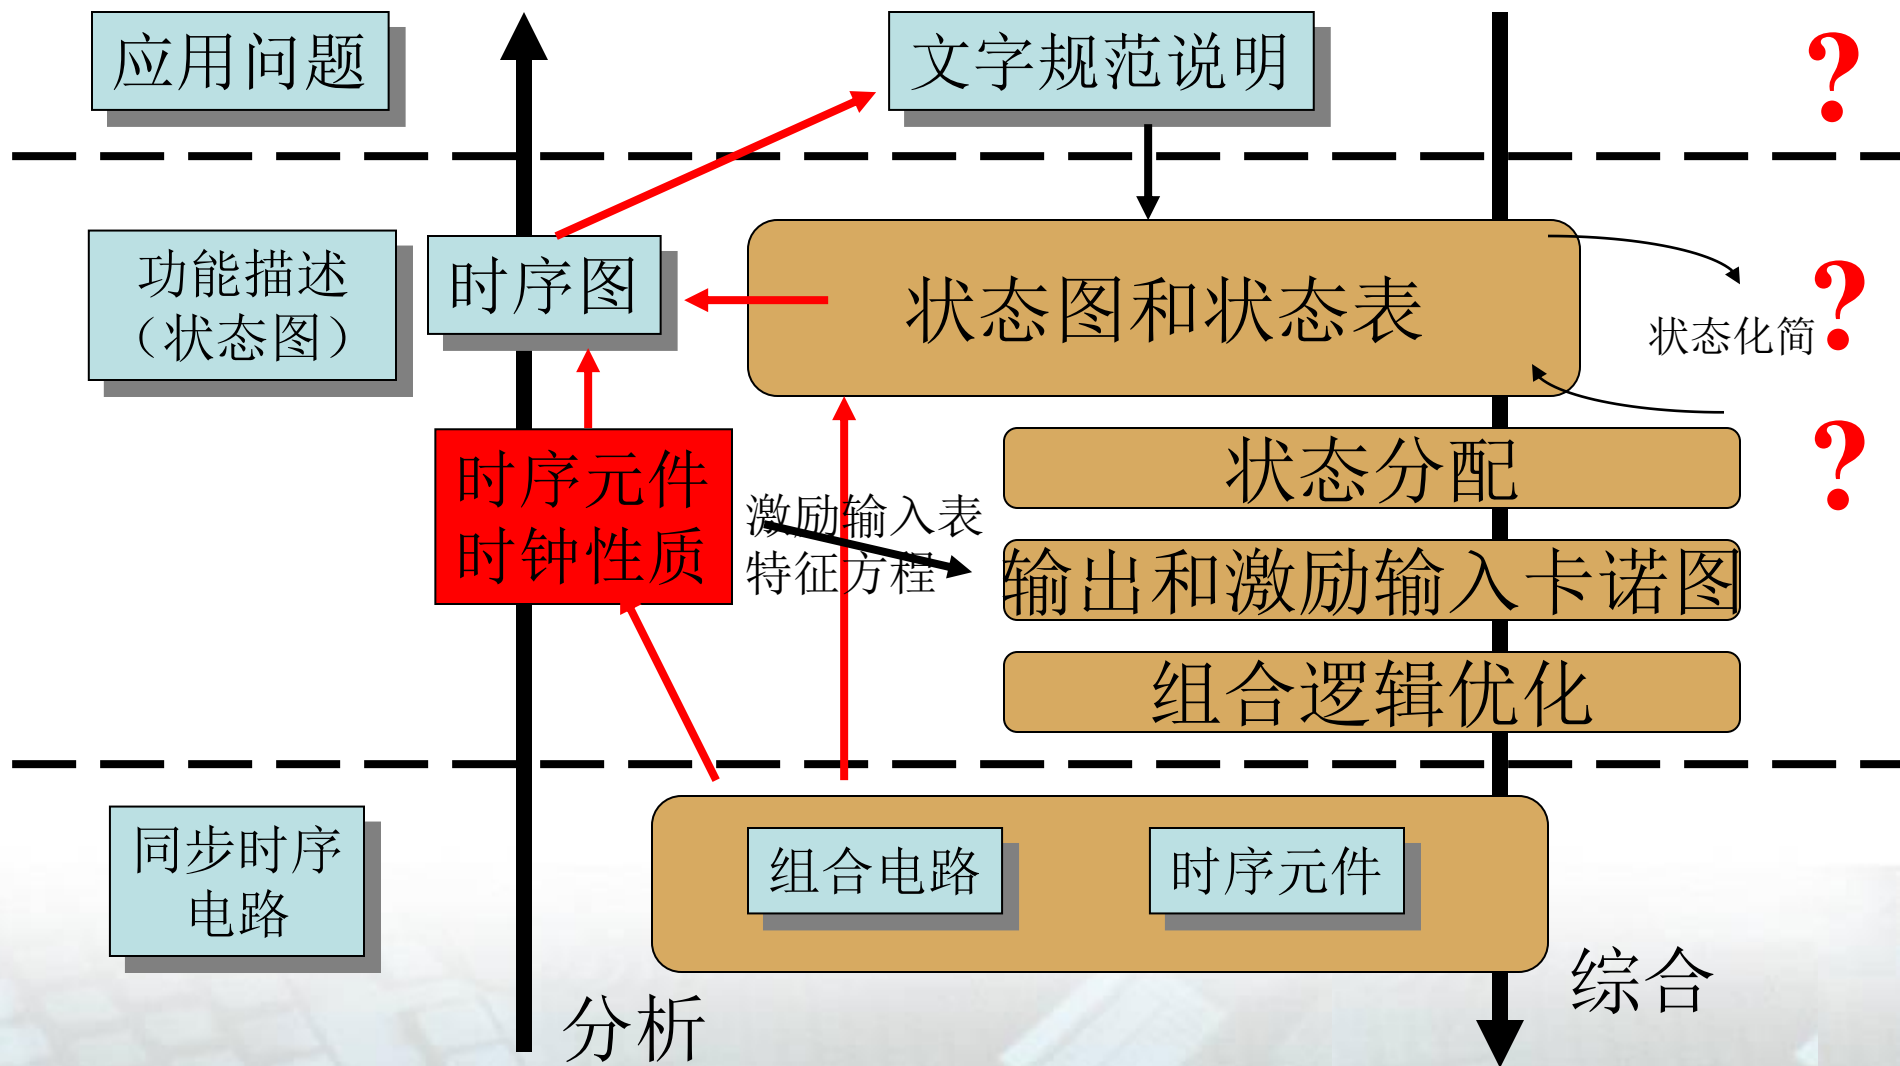 应用问题
文字规范说明
?
功能描述
（状态图）
时序图
状态图和状态表
状态化简
?
时序元件
时钟性质
激励输入表
特征方程
状态分配
?
输出和激励输入卡诺图
组合逻辑优化
同步时序
电路
组合电路
时序元件
分析
综合